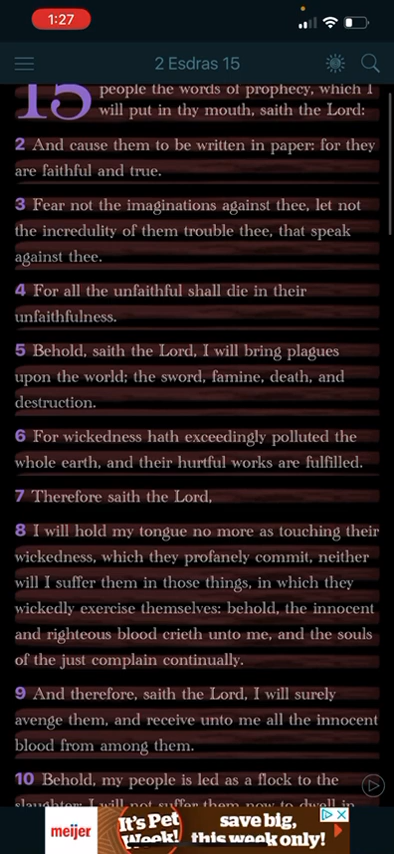 1:27
2 Esdras 15
15 people the words of prophecy, which I
will put in thy mouth, saith the Lord:
2 And cause them to be written in paper: for they
are faithful and true.
3 Fear not the imaginations against thee, let not
the incredulity of them trouble thee, that speak
against thee.
4 For all the unfaithful shall die in their
unfaithfulness.
5 Behold, saith the Lord, I will bring plagues
upon the world; the sword, famine, death, and
destruction.
6 For wickedness hath exceedingly polluted the
whole earth, and their hurtful works are fulfilled.
7 Therefore saith the Lord,
8 I will hold my tongue no more as touching their
wickedness, which they profanely commit, neither
will I suffer them in those things, in which they
wickedly exercise themselves: behold, the innocent
and righteous blood crieth unto me, and the souls
of the just complain continually.
9 And therefore, saith the Lord, I will surely
avenge them, and receive unto me all the innocent
blood from among them.
10 Behold, my people is led as a flock to the
slaughter: I will not suffer them now to dwell in
meijer
It's Pet
Week!
save big,
this week only!